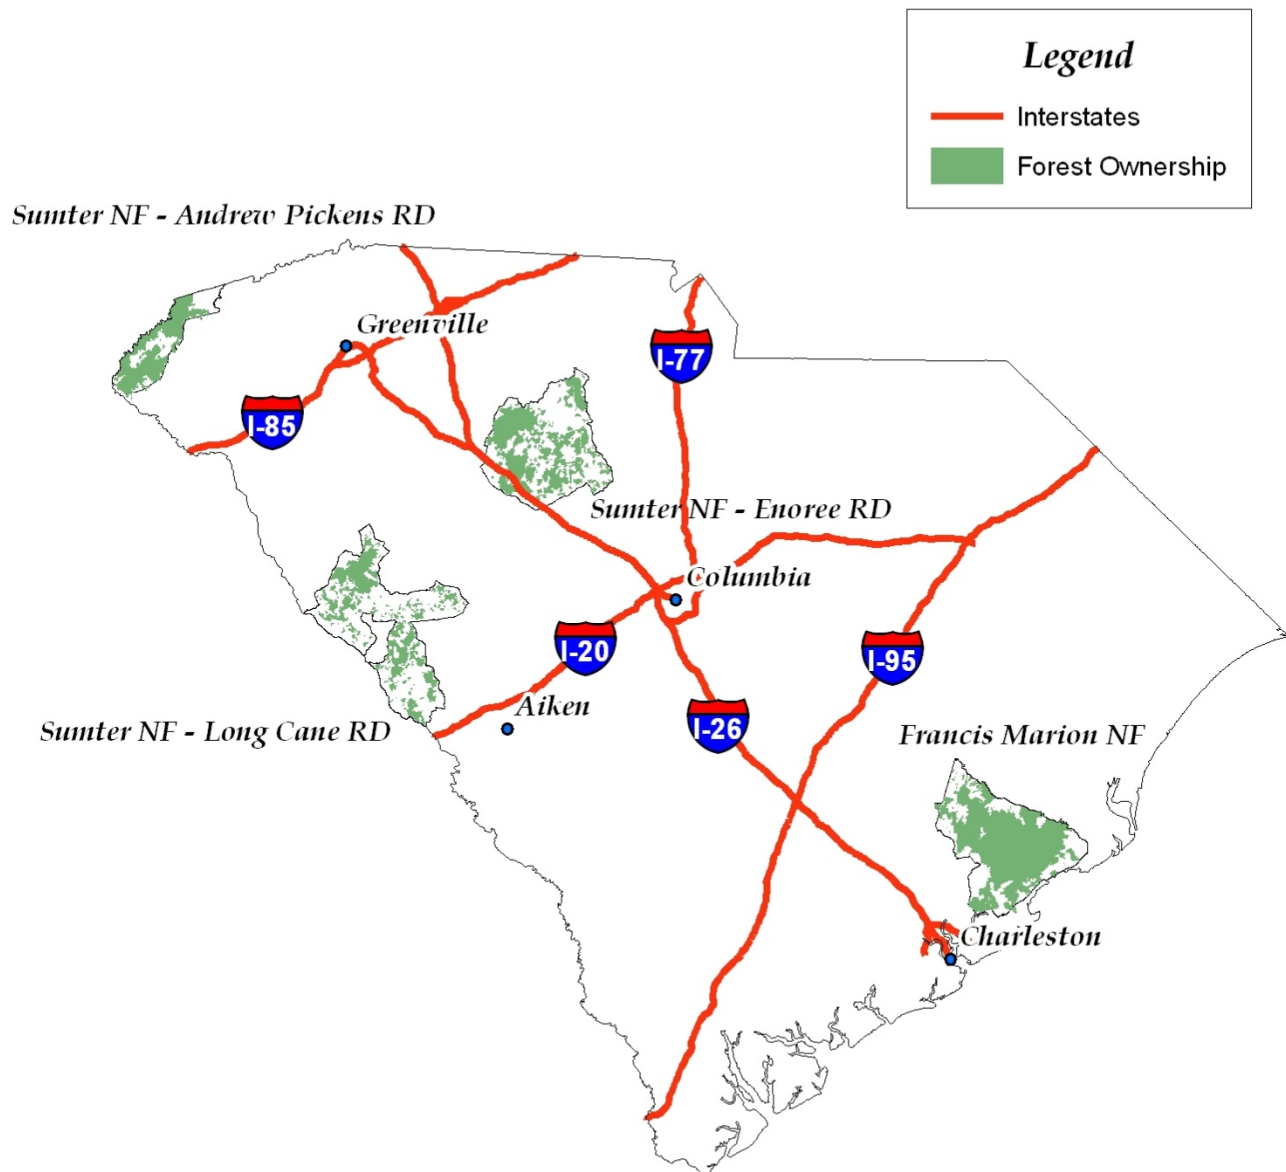 Legend
Interstates
Forest Ownership
Sumter NF - Andrew Pickens RD
Greenville
I-77
I-85
Sumter NF - Enoree RD
Columbia
I-20
I-95
Aiken
I-26
Sumter NF - Long Cane RD
Francis Marion NF
Charleston